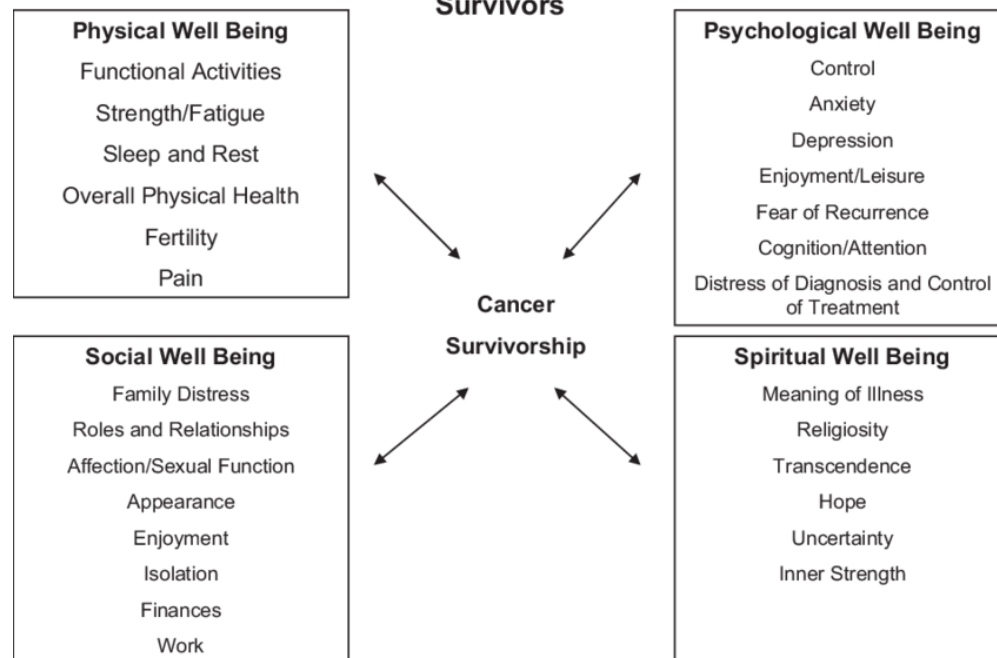 Survivors
Physical Well Being
Functional Activities
Strength/Fatigue
Sleep and Rest
Overall Physical Health
Fertility
Pain
Psychological Well Being
Control
Anxiety
Depression
Enjoyment/Leisure
Fear of Recurrence
Cognition/Attention
Distress of Diagnosis and Control
of Treatment
Cancer
Survivorship
Social Well Being
Family Distress
Roles and Relationships
Affection/Sexual Function
Appearance
Enjoyment
Isolation
Finances
Work
Spiritual Well Being
Meaning of Illness
Religiosity
Transcendence
Hope
Uncertainty
Inner Strength